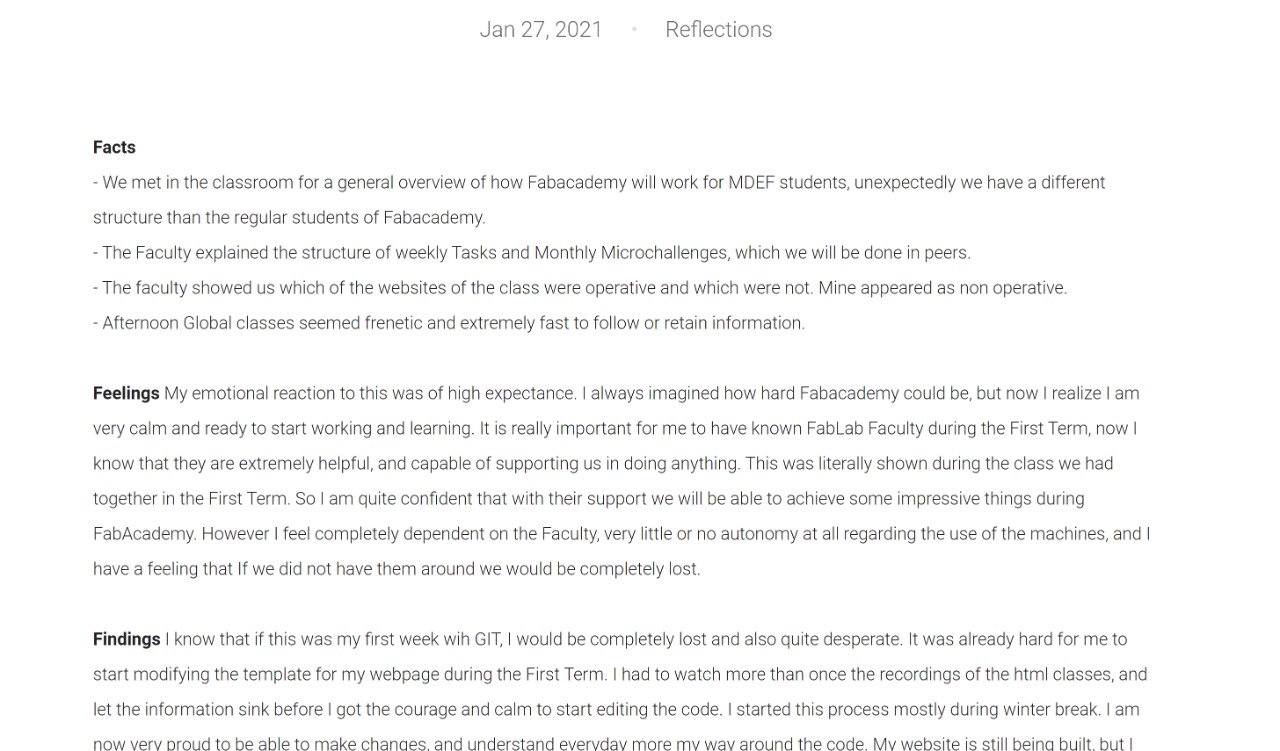 Jan 27, 2021 • Reflections
Facts
- We met in the classroom for a general overview of how Fabacademy will work for MDEF students, unexpectedly we have a different
structure than the regular students of Fabacademy.
- The Faculty explained the structure of weekly Tasks and Monthly Microchallenges, which we will be done in peers.
- The faculty showed us which of the websites of the class were operative and which were not. Mine appeared as non operative.
- Afternoon Global classes seemed frenetic and extremely fast to follow or retain information.
Feelings My emotional reaction to this was of high expectance. I always imagined how hard Fabacademy could be, but now I realize I am
very calm and ready to start working and learning. It is really important for me to have known FabLab Faculty during the First Term, now I
know that they are extremely helpful, and capable of supporting us in doing anything. This was literally shown during the class we had
together in the First Term. So I am quite confident that with their support we will be able to achieve some impressive things during
FabAcademy. However I feel completely dependent on the Faculty, very little or no autonomy at all regarding the use of the machines, and I
have a feeling that If we did not have them around we would be completely lost.
Findings I know that if this was my first week wih GIT, I would be completely lost and also quite desperate. It was already hard for me to
start modifying the template for my webpage during the First Term. I had to watch more than once the recordings of the html classes, and
let the information sink before I got the courage and calm to start editing the code. I started this process mostly during winter break. I am
now very proud to be able to make changes, and understand everyday more my way around the code. My website is still being built, but I